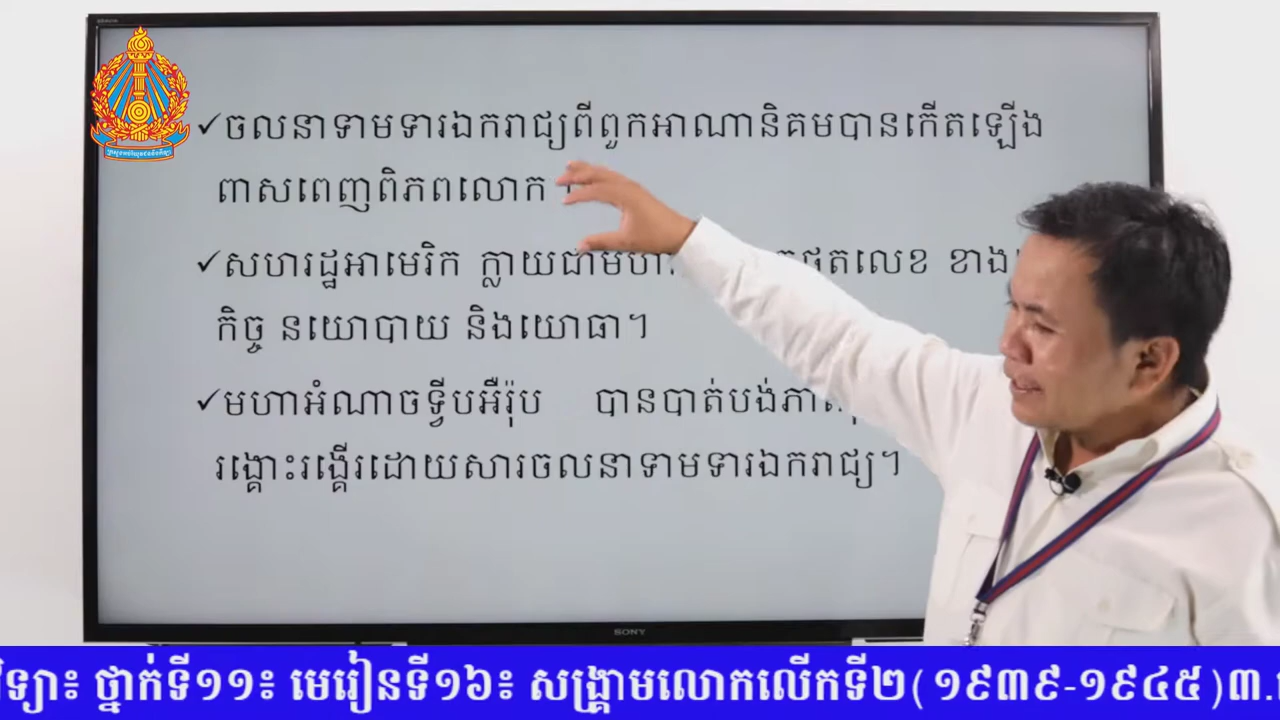 ✓ចលនាទាមទារឯករាជ្យពីពួកអាណានិគមបានកើតឡើង
ពាសពេញពិភពលោក ។
✓សហរដ្ឋអាមេរិក ក្លាយជាមហា លេខ ខាង
កិច្ច នយោបាយ និងយោធា។
✓មហាអំណាចទ្វីបអឺរ៉ុប បានបាត់បង់
រង្គោះរង្គើរដោយសារចលនាទាមទារឯករាជ្យ។
SONY
ថ្នាក់ទី១១៖ មេរៀនទី១៦៖ សង្គ្រាមលោកលើកទី២(១៩៣៩-១៩៤៥)៣.